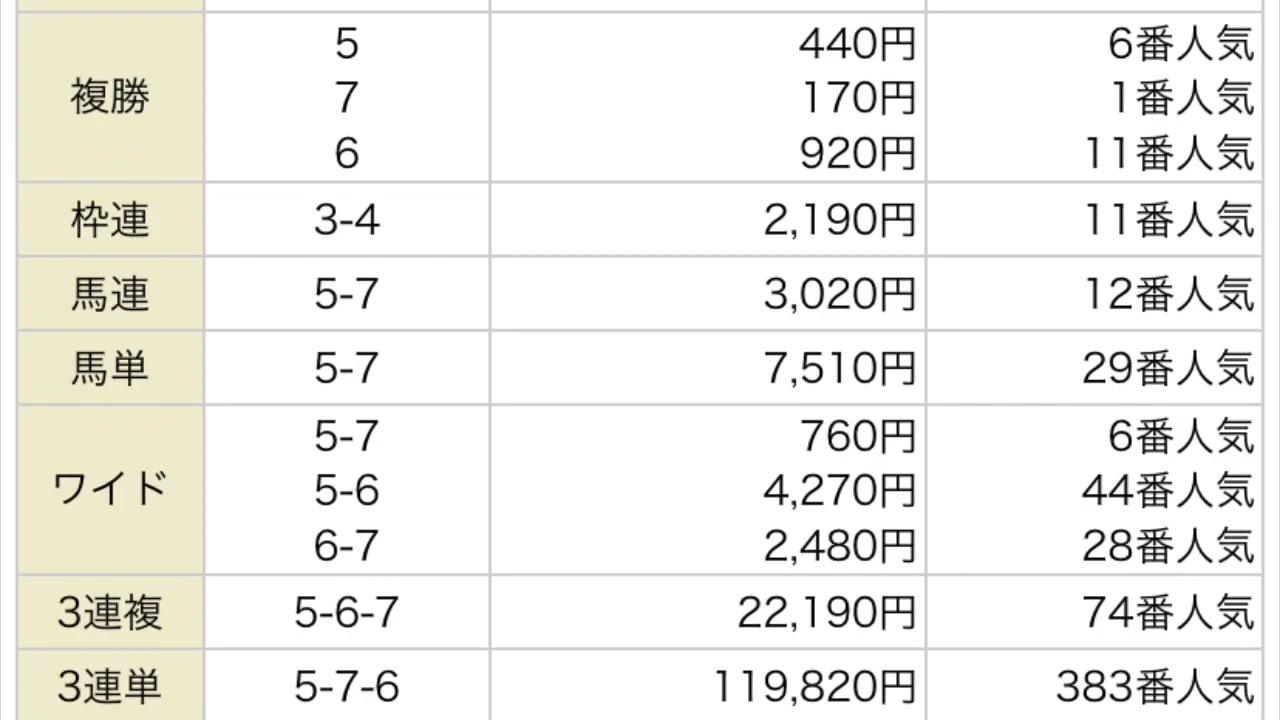 複勝 5 440円 6番人気
7 170円 1番人気
6 920円 11番人気
枠連 3-4 2,190円 11番人気
馬連 5-7 3,020円 12番人気
馬単 5-7 7,510円 29番人気
ワイド 5-7 760円 6番人気
5-6 4,270円 44番人気
6-7 2,480円 28番人気
3連複 5-6-7 22,190円 74番人気
3連単 5-7-6 119,820円 383番人気